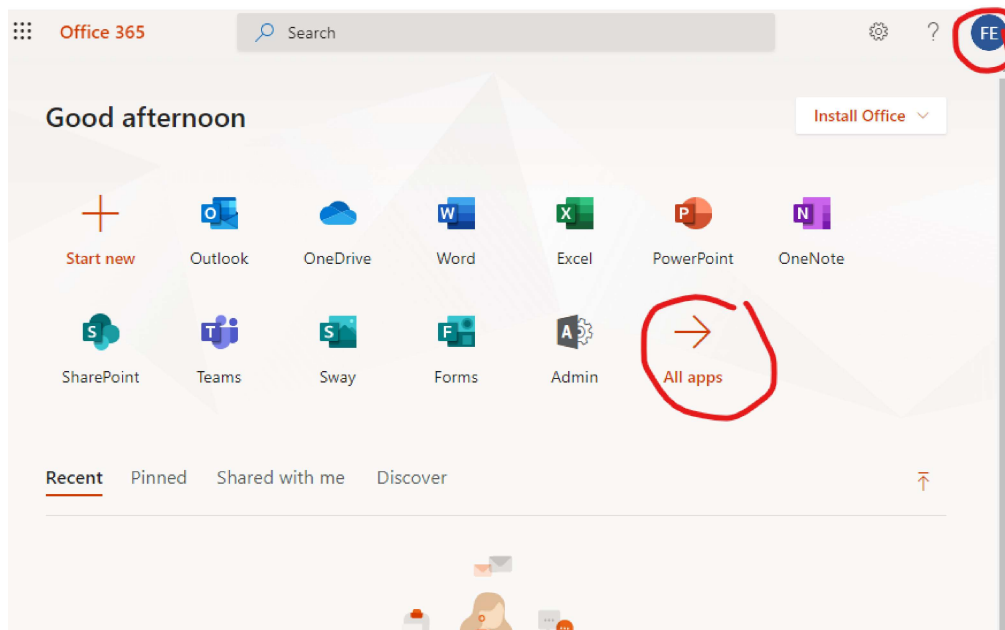 Office 365 Search ? FE
Good afternoon
Install Office
Start new Outlook OneDrive Word Excel PowerPoint OneNote
SharePoint Teams Sway Forms Admin All apps
Recent Pinned Shared with me Discover